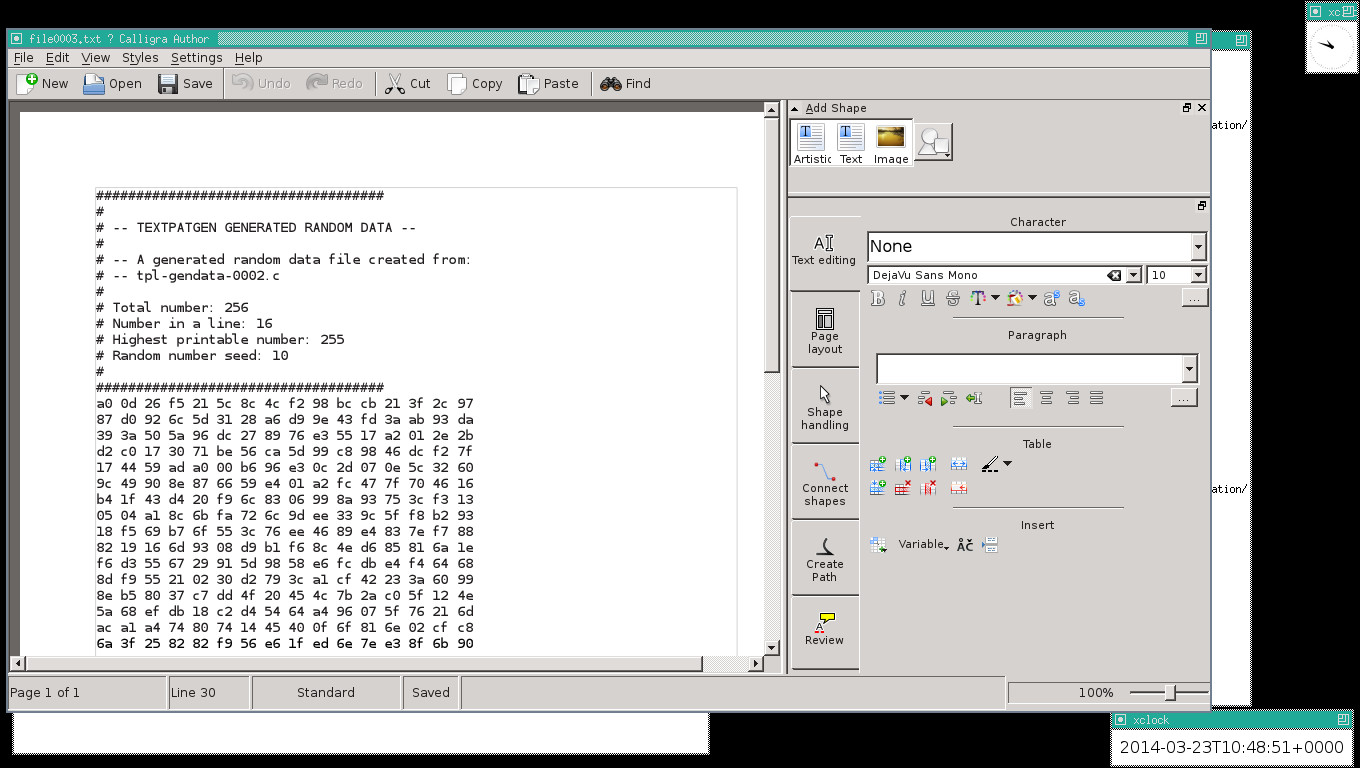 xc
file0003.txt ? Calligra Author
File Edit View Styles Settings Help
New Open Save Undo Redo Cut Copy Paste Find
Add Shape
Artistic Text Image
ation/
###################################
#
# -- TEXTPATGEN GENERATED RANDOM DATA --
#
# -- A generated random data file created from:
# -- tpl-gendata-0002.c
#
# Total number: 256
# Number in a line: 16
# Highest printable number: 255
# Random number seed: 10
#
###################################
a0 0d 26 f5 21 5c 8c 4c f2 98 bc cb 21 3f 2c 97
87 d0 92 6c 5d 31 28 a6 d9 9e 43 fd 3a ab 93 da
39 3a 50 5a 96 dc 27 89 76 e3 55 17 a2 01 2e 2b
d2 c0 17 30 71 be 56 ca 5d 99 c8 98 46 dc f2 7f
17 44 59 ad a0 00 b6 96 e3 0c 2d 07 0e 5c 32 60
9c 49 90 8e 87 66 59 e4 01 a2 fc 47 7f 70 46 16
b4 1f 43 d4 20 f9 6c 83 06 99 8a 93 75 3c f3 13
05 04 a1 8c 6b fa 72 6c 9d ee 33 9c 5f f8 b2 93
18 f5 69 b7 6f 55 3c 76 ee 46 89 e4 83 7e f7 88
82 19 16 6d 93 08 d9 b1 f6 8c 4e d6 85 81 6a 1e
f6 d3 55 67 29 91 5d 98 58 e6 fc db e4 f4 64 68
8d f9 55 21 02 30 d2 79 3c a1 cf 42 23 3a 60 99
8e b5 80 37 c7 dd 4f 20 45 4c 7b 2a c0 5f 12 4e
5a 68 ef db 18 c2 d4 54 64 a4 96 07 5f 76 21 6d
ac a1 a4 74 80 74 14 45 40 0f 6f 81 6e 02 cf c8
6a 3f 25 82 82 f9 56 e6 1f ed 6e 7e e3 8f 6b 90
Text editing
Page layout
Shape handling
Connect shapes
Create Path
Review
Character
None
DejaVu Sans Mono 10
B i U S T a a ...
Paragraph
...
Table
Insert
Variable
ation/
Page 1 of 1 Line 30 Standard Saved 100%
xclock
2014-03-23T10:48:51+0000